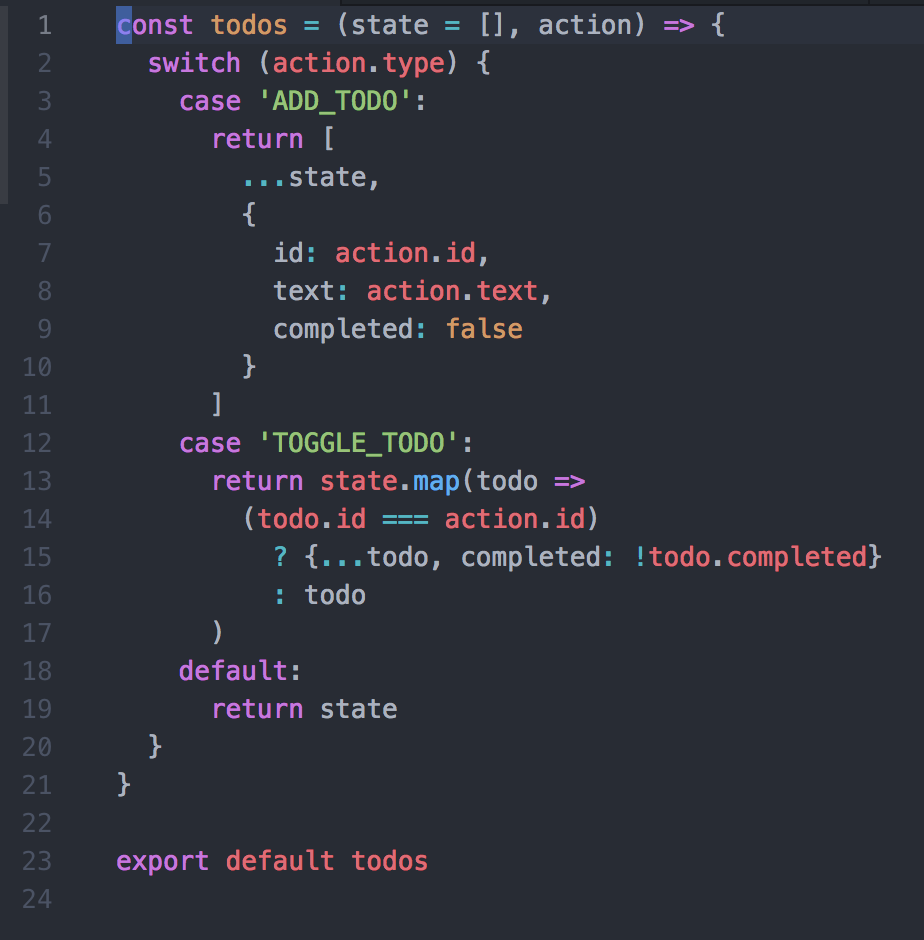 1 const todos = (state = [], action) => {
2   switch (action.type) {
3     case 'ADD_TODO':
4       return [
5         ...state,
6         {
7           id: action.id,
8           text: action.text,
9           completed: false
10         }
11       ]
12     case 'TOGGLE_TODO':
13       return state.map(todo =>
14         (todo.id === action.id)
15           ? {...todo, completed: !todo.completed}
16           : todo
17       )
18     default:
19       return state
20   }
21 }
22
23 export default todos
24